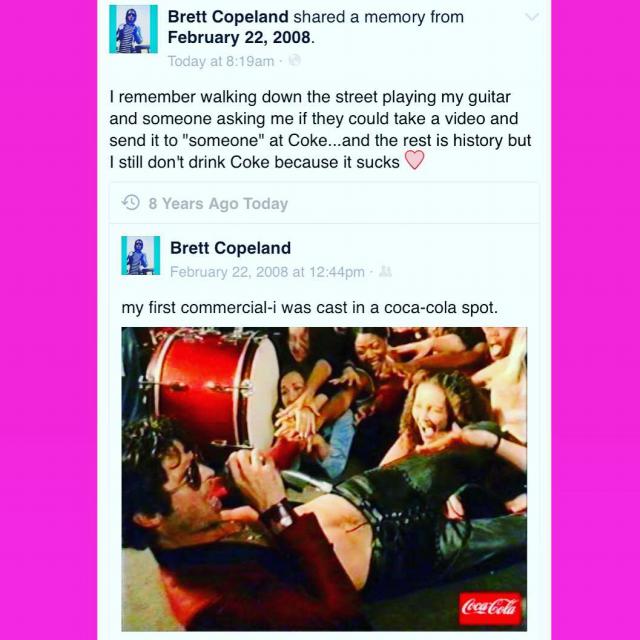 Brett Copeland shared a memory from
February 22, 2008.
Today at 8:19am ·
I remember walking down the street playing my guitar
and someone asking me if they could take a video and
send it to "someone" at Coke...and the rest is history but
I still don't drink Coke because it sucks
8 Years Ago Today
Brett Copeland
February 22, 2008 at 12:44pm ·
my first commercial-i was cast in a coca-cola spot.
Coca-Cola